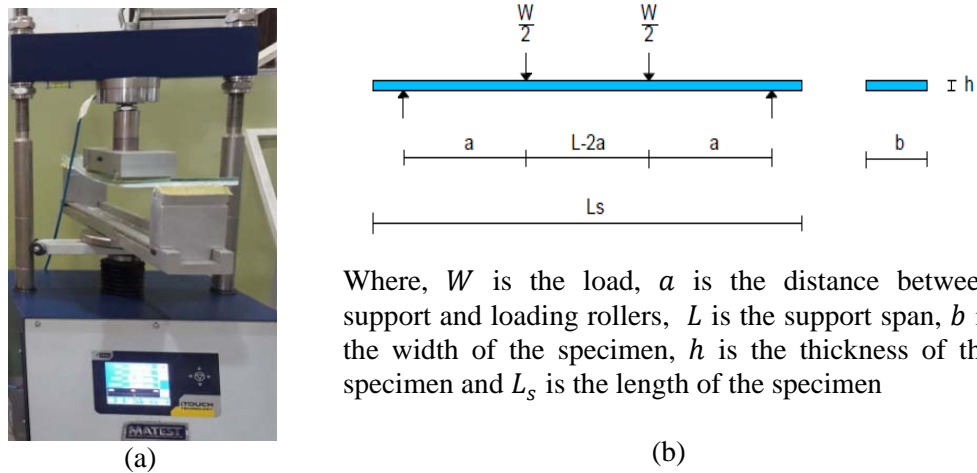 W
2
W
2
h
a
L-2a
a
b
Ls
Where, W is the load, a is the distance between
support and loading rollers, L is the support span, b
the width of the specimen, h is the thickness of
specimen and Ls is the length of the specimen
TOUCH
TECHNOLOGY
MATEST
(a)
(b)